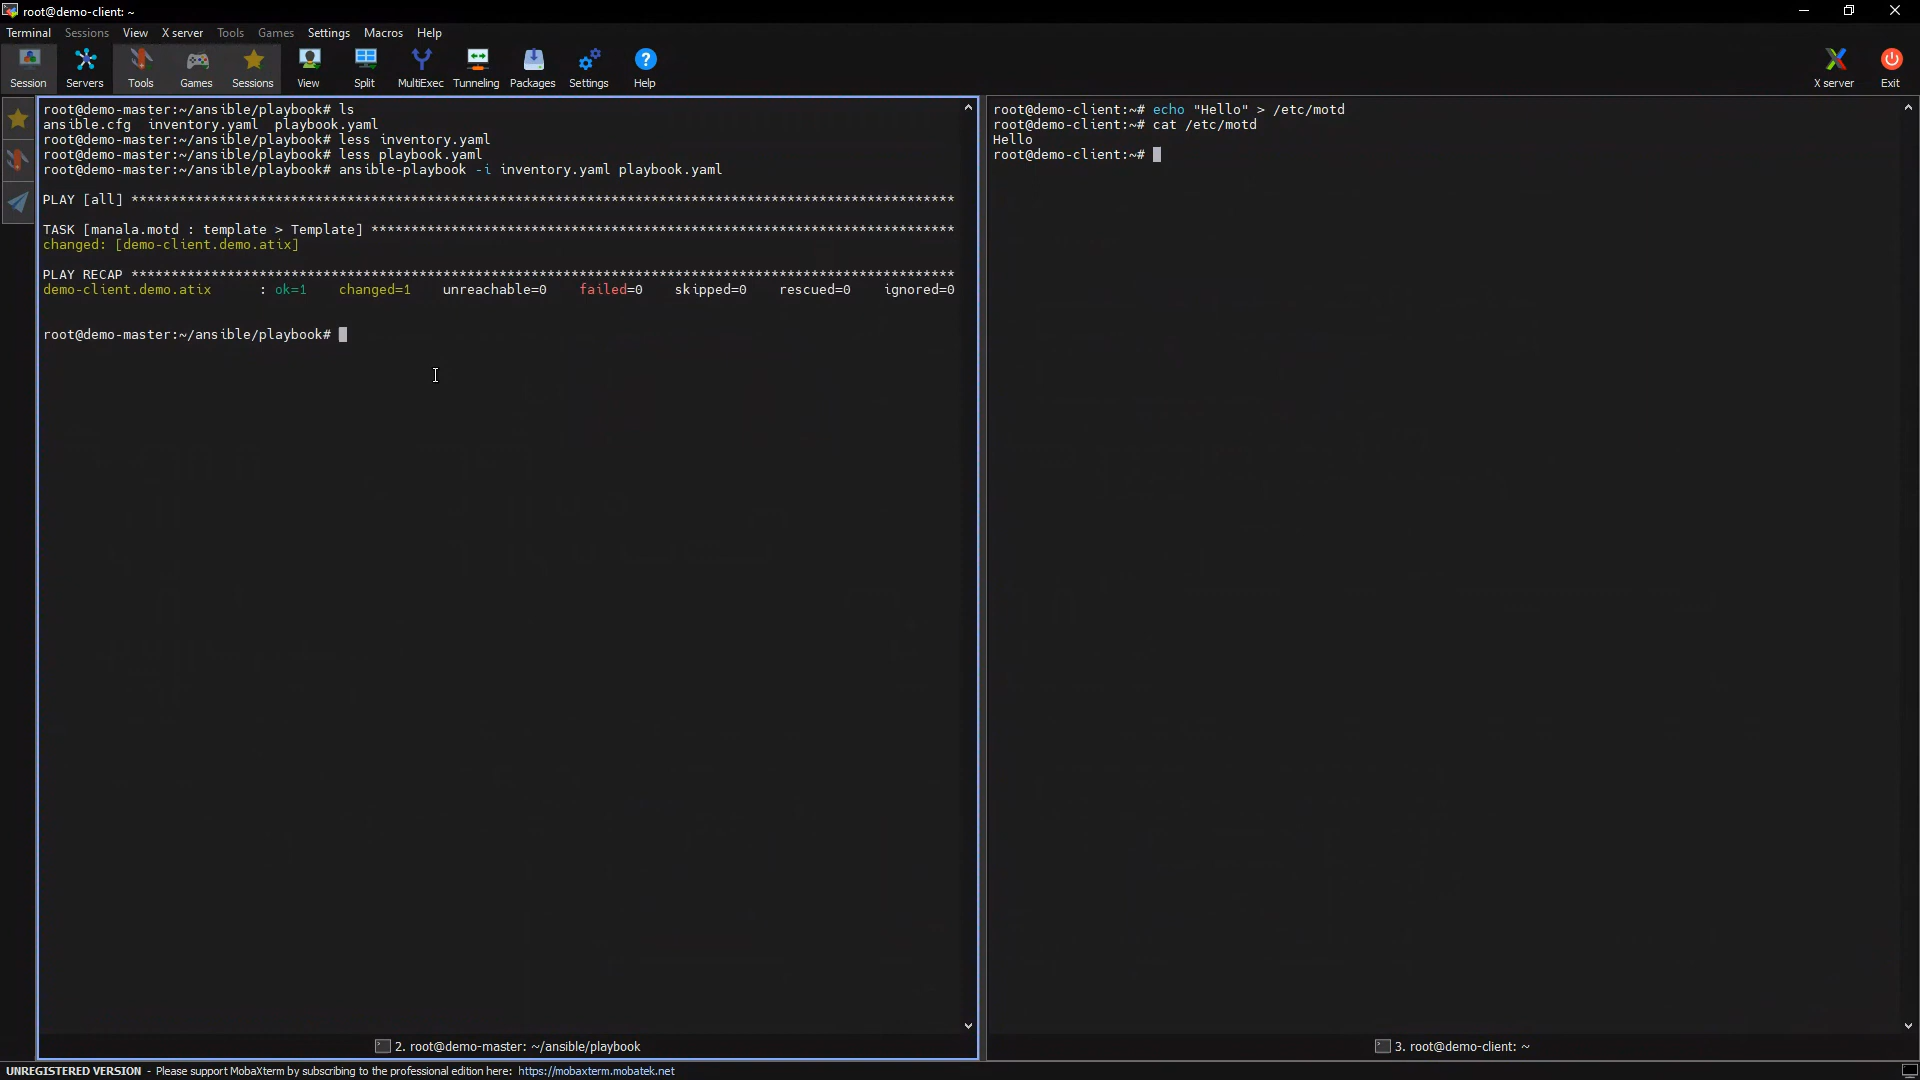 root@demo-client: ~
Terminal Sessions View X server Tools Games Settings Macros Help
Session Servers Tools Games Sessions View Split MultiExec Tunneling Packages Settings Help X server Exit
root@demo-master:~/ansible/playbook# ls
ansible.cfg  inventory.yaml  playbook.yaml
root@demo-master:~/ansible/playbook# less inventory.yaml
root@demo-master:~/ansible/playbook# less playbook.yaml
root@demo-master:~/ansible/playbook# ansible-playbook -i inventory.yaml playbook.yaml
PLAY [all] *******************************************************************************************************
TASK [manala.motd : template > Template] *************************************************************************
changed: [demo-client.demo.atix]
PLAY RECAP *******************************************************************************************************
demo-client.demo.atix      : ok=1    changed=1    unreachable=0    failed=0    skipped=0    rescued=0    ignored=0
root@demo-master:~/ansible/playbook#
2. root@demo-master: ~/ansible/playbook
root@demo-client:~# echo "Hello" > /etc/motd
root@demo-client:~# cat /etc/motd
Hello
root@demo-client:~#
3. root@demo-client: ~
UNREGISTERED VERSION - Please support MobaXterm by subscribing to the professional edition here: https://mobaxterm.mobatek.net